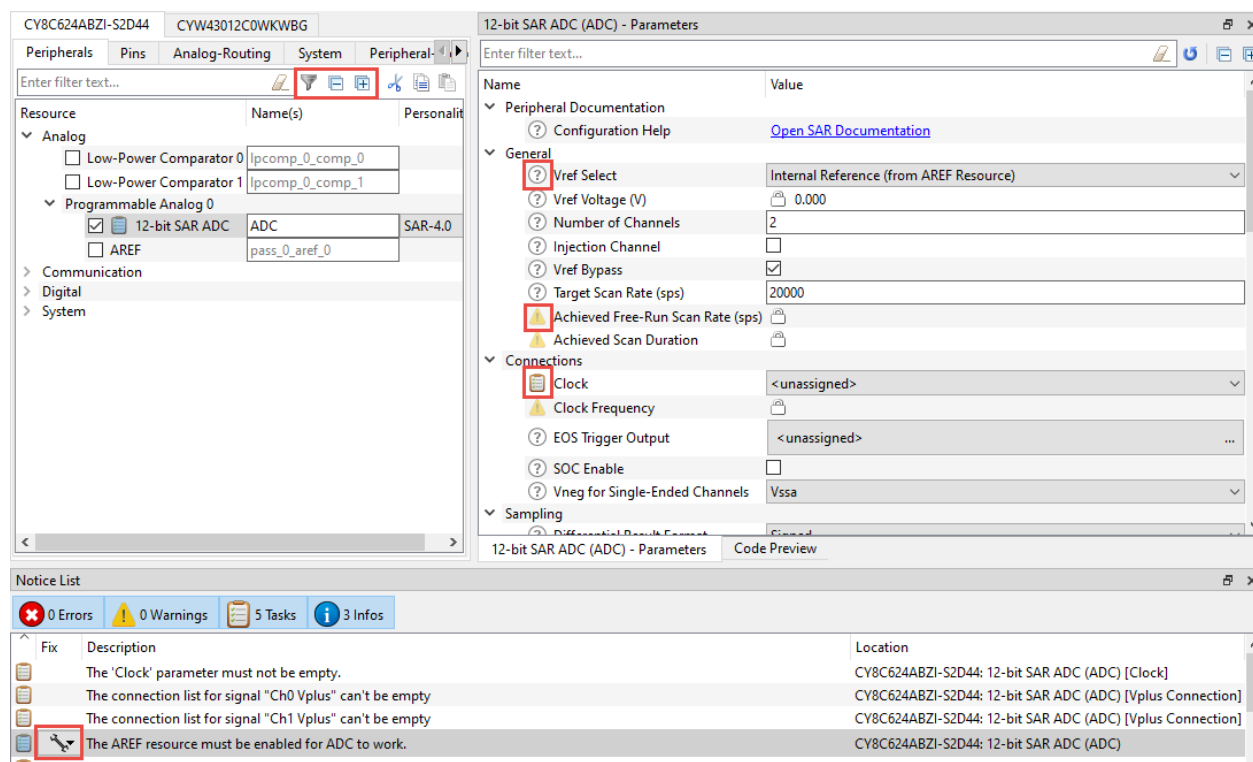 CY8C624ABZI-S2D44 CYW43012C0WKWBG
Peripherals Pins Analog-Routing System Peripheral-
Enter filter text...
Resource Name(s) Personalit
Analog
Low-Power Comparator 0 lpcomp_0_comp_0
Low-Power Comparator 1 lpcomp_0_comp_1
Programmable Analog 0
12-bit SAR ADC ADC SAR-4.0
AREF pass_0_aref_0
Communication
Digital
System
12-bit SAR ADC (ADC) - Parameters
Enter filter text...
Name Value
Peripheral Documentation
Configuration Help Open SAR Documentation
General
Vref Select Internal Reference (from AREF Resource)
Vref Voltage (V) 0.000
Number of Channels 2
Injection Channel
Vref Bypass
Target Scan Rate (sps) 20000
Achieved Free-Run Scan Rate (sps)
Achieved Scan Duration
Connections
Clock <unassigned>
Clock Frequency
EOS Trigger Output <unassigned> ...
SOC Enable
Vneg for Single-Ended Channels Vssa
Sampling
Differential Result Format Signed
12-bit SAR ADC (ADC) - Parameters Code Preview
Notice List
0 Errors 0 Warnings 5 Tasks 3 Infos
Fix Description Location
The 'Clock' parameter must not be empty. CY8C624ABZI-S2D44: 12-bit SAR ADC (ADC) [Clock]
The connection list for signal "Ch0 Vplus" can't be empty CY8C624ABZI-S2D44: 12-bit SAR ADC (ADC) [Vplus Connection]
The connection list for signal "Ch1 Vplus" can't be empty CY8C624ABZI-S2D44: 12-bit SAR ADC (ADC) [Vplus Connection]
The AREF resource must be enabled for ADC to work. CY8C624ABZI-S2D44: 12-bit SAR ADC (ADC)